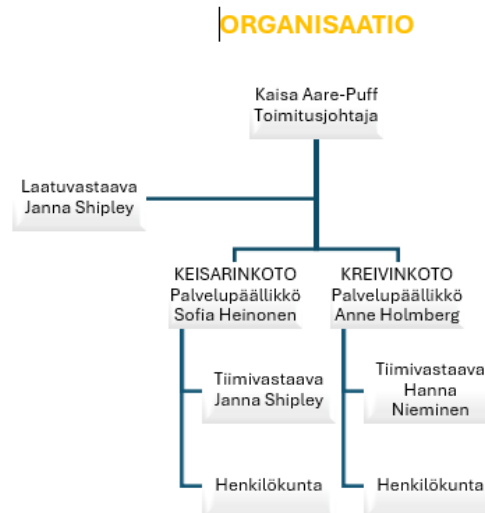 ORGANISAATIO
Kaisa Aare-Puff
Toimitusjohtaja
Laatuvastaava
Janna Shipley
KEISARINKOTO
Palvelupäällikkö
Sofia Heinonen
KREIVINKOTO
Palvelupäällikkö
Anne Holmberg
Tiimivastaava
Janna Shipley
Tiimivastaava
Hanna
Nieminen
Henkilökunta
Henkilökunta